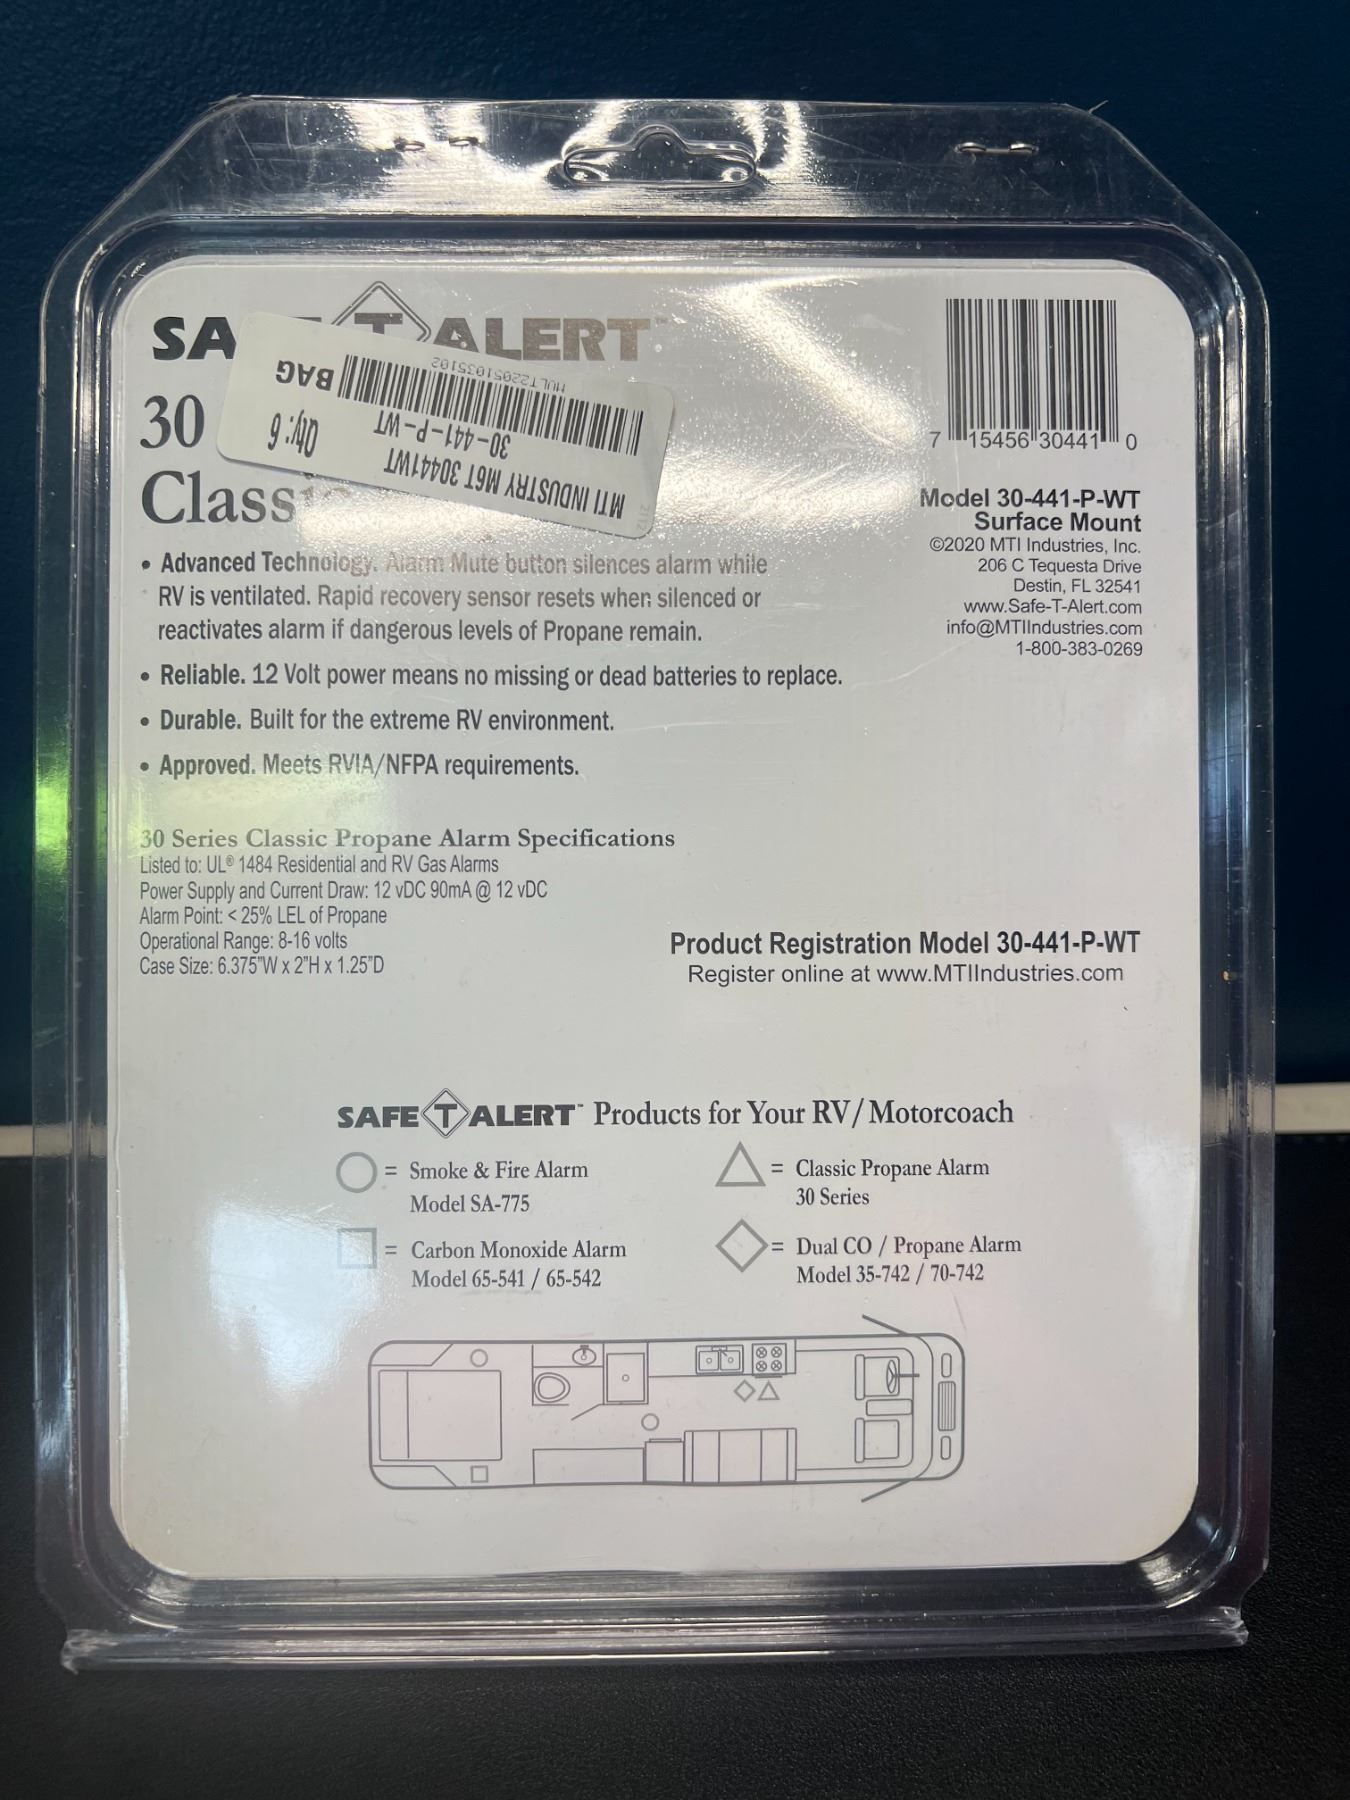 SA T ALERT™
30
Class
MTI INDUSTRY M6T 30441WT
30-441-P-WT
Qty: 6
HULT22051035102
BAG
2112
7 15456 30441 0
Model 30-441-P-WT
Surface Mount
©2020 MTI Industries, Inc.
206 C Tequesta Drive
Destin, FL 32541
www.Safe-T-Alert.com
info@MTIIndustries.com
1-800-383-0269
• Advanced Technology. Alarm Mute button silences alarm while
RV is ventilated. Rapid recovery sensor resets when silenced or
reactivates alarm if dangerous levels of Propane remain.
• Reliable. 12 Volt power means no missing or dead batteries to replace.
• Durable. Built for the extreme RV environment.
• Approved. Meets RVIA/NFPA requirements.
30 Series Classic Propane Alarm Specifications
Listed to: UL® 1484 Residential and RV Gas Alarms
Power Supply and Current Draw: 12 vDC 90mA @ 12 vDC
Alarm Point: < 25% LEL of Propane
Operational Range: 8-16 volts
Case Size: 6.375"W x 2"H x 1.25"D
Product Registration Model 30-441-P-WT
Register online at www.MTIIndustries.com
SAFE T ALERT™ Products for Your RV/Motorcoach
= Smoke & Fire Alarm
Model SA-775
= Classic Propane Alarm
30 Series
= Carbon Monoxide Alarm
Model 65-541 / 65-542
= Dual CO / Propane Alarm
Model 35-742 / 70-742